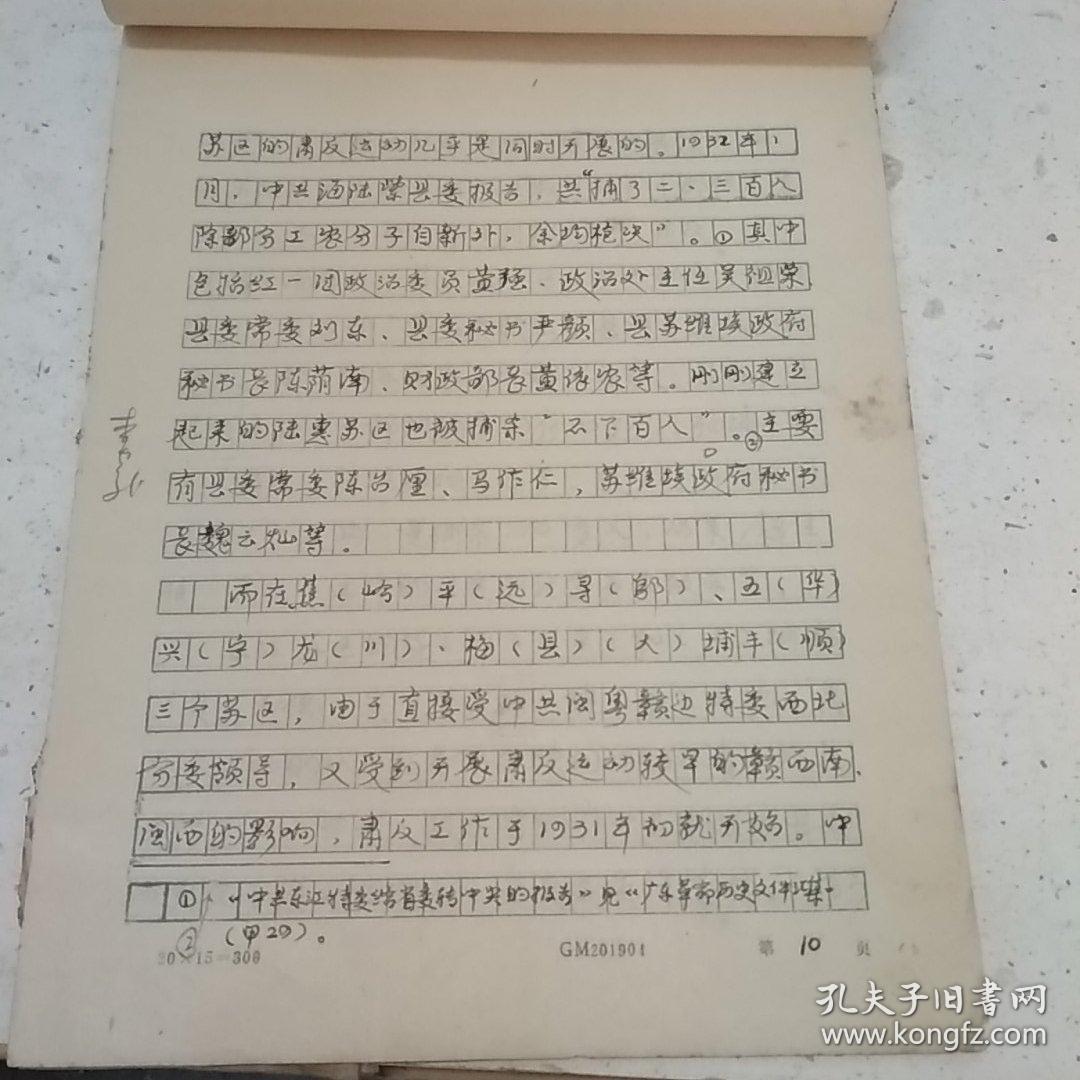 苏区的肃反运动几乎是同时开展的。1932年1
月,中共海陆紫县委报告,共“捕了二、三百人
除部分工农分子自新外,余均枪决”。①其中
包括红一团政治委员黄强、政治处主任吴祖荣
县委常委刘东、县委秘书尹颜、县苏维埃政府
秘书长陈荫南、财政部长黄依农等。刚刚建立
起来的陆惠苏区也被捕杀“不下百人”。②主要
有县委常委陈吕厘、马作仁,苏维埃政府秘书
长魏云灿等。
而在蕉(岭)平(远)寻(邬)、五(华)
兴(宁)龙(川)、梅(县)(大)埔丰(顺)
三个苏区,由于直接受中共闽粤赣边特委西北
分委领导,又受到开展肃反运动较早的赣西南、
闽西的影响,肃反工作于1931年初就开始。中
①《中共东江特委给省委转中央的报告》见《广东革命历史文件汇集》
② (甲20)。
20×15=300 GM201904 第 10 页
孔夫子旧书网
www.kongfz.com